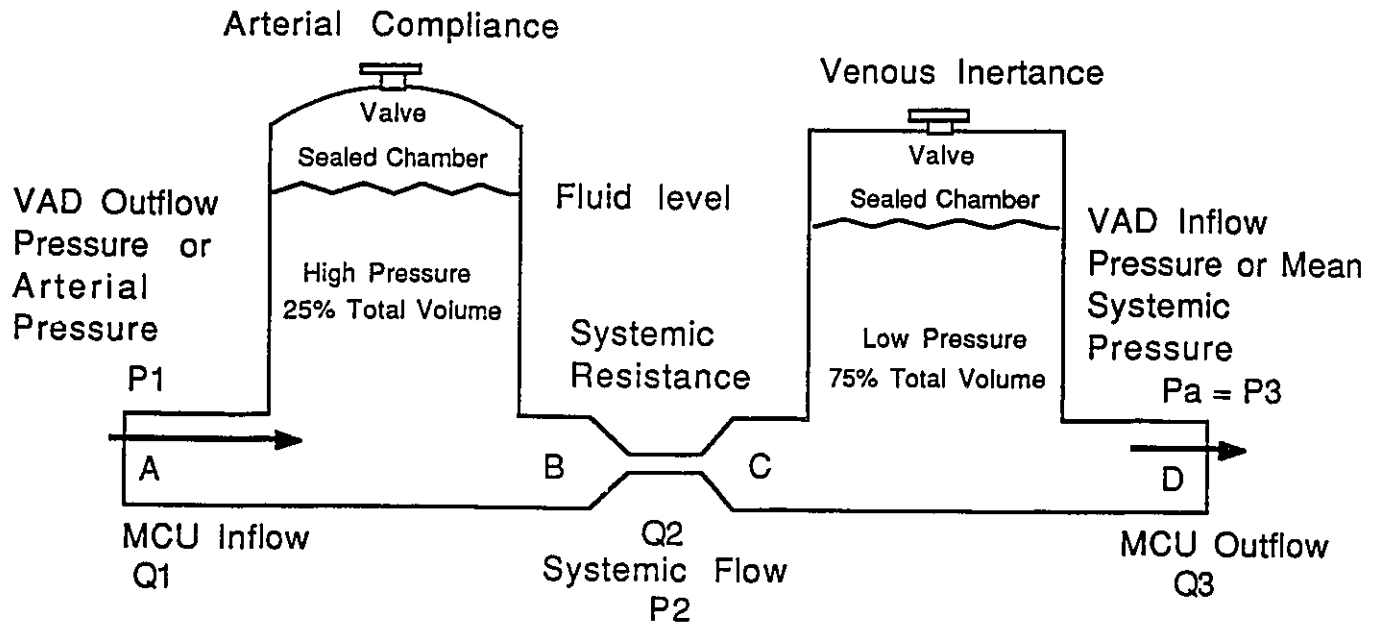 Arterial Compliance
Valve
Sealed Chamber
High Pressure
25% Total Volume
VAD Outflow
Pressure or
Arterial
Pressure
P1
A
MCU Inflow
Q1
Fluid level
Systemic
Resistance
B
C
Q2
Systemic Flow
P2
Venous Inertance
Valve
Sealed Chamber
Low Pressure
75% Total Volume
VAD Inflow
Pressure or Mean
Systemic
Pressure
Pa = P3
D
MCU Outflow
Q3